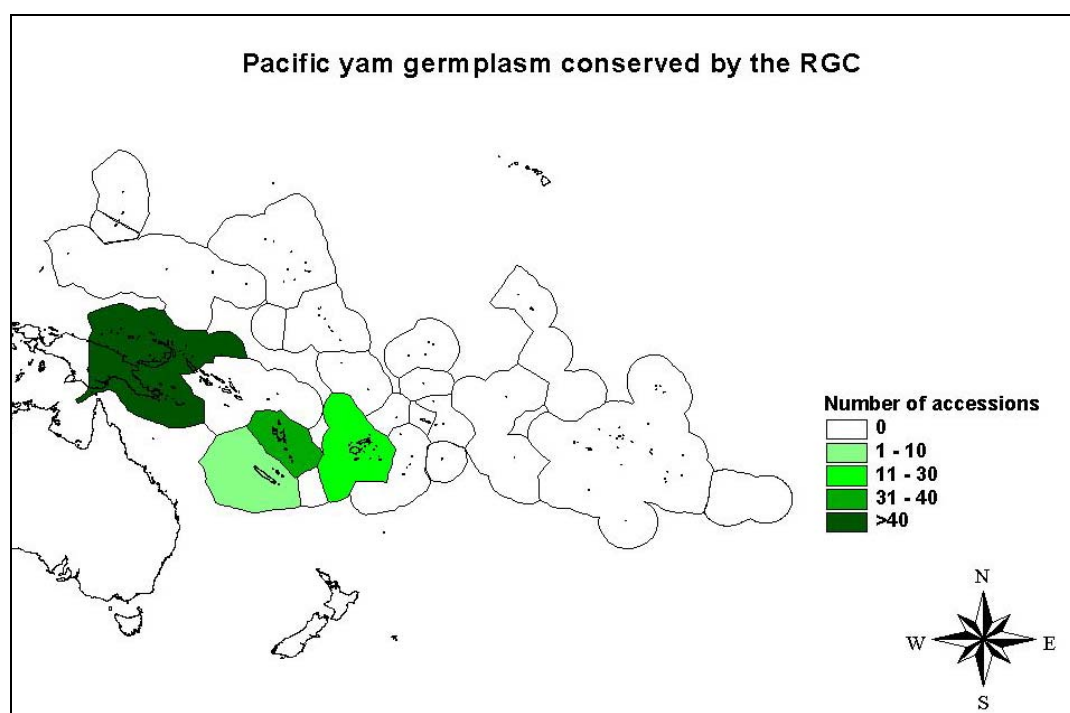 Pacific yam germplasm conserved by the RGC
Number of accessions
0
1 - 10
11 - 30
31 - 40
>40
N
W E
S